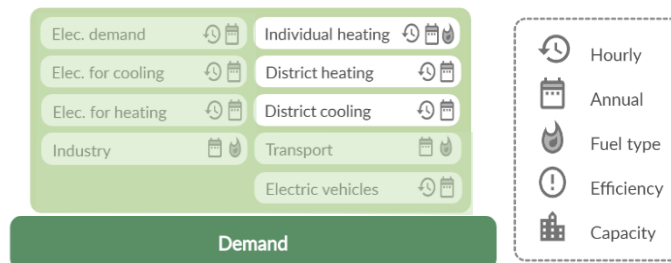 Elec. demand
Individual heating
Elec. for cooling
District heating
Elec. for heating
District cooling
Industry
Transport
Electric vehicles
Demand
Hourly
Annual
Fuel type
Efficiency
Capacity